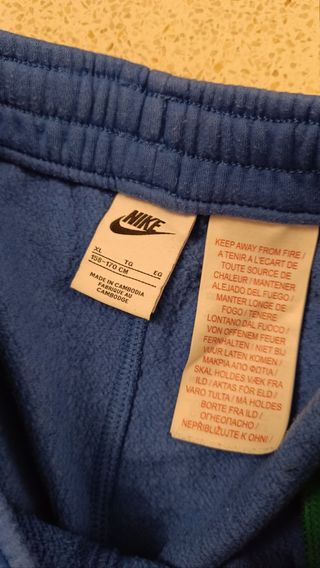 NIKE
XL TG EG
158-170 CM
MADE IN CAMBODIA
FABRIQUE AU
CAMBODGE
KEEP AWAY FROM FIRE /
A TENIR A L'ECART DE
TOUTE SOURCE DE
CHALEUR / MANTENER
ALEJADO DEL FUEGO /
MANTER LONGE DE
FOGO / TENERE
LONTANO DAL FUOCO /
VON OFFENEM FEUER
FERNHALTEN / NIET BIJ
VUUR LATEN KOMEN /
ΜΑΚΡΙΑ ΑΠΟ ΦΩΤΙΑ /
SKAL HOLDES VÆK FRA
ILD / AKTAS FÖR ELD /
VARO TULTA / MÅ HOLDES
BORTE FRA ILD /
ОГНЕОПАСНО /
NEPŘIBLIŽUJTE K OHNI /